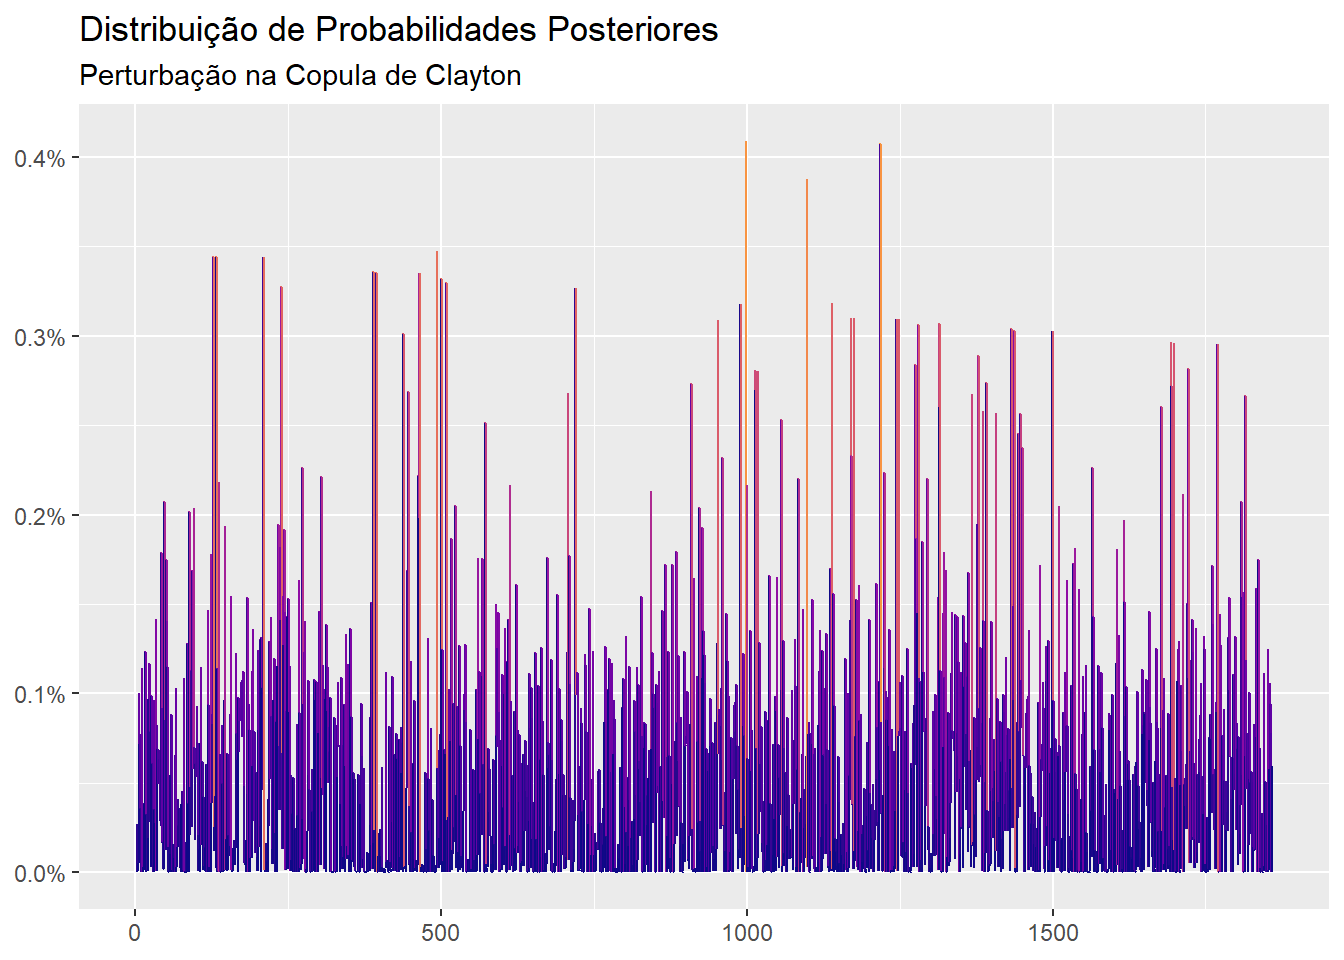 Distribuição de Probabilidades Posteriores
Perturbação na Copula de Clayton
0.4%
0.3%
0.2%
0.1%
0.0%
0 500 1000 1500